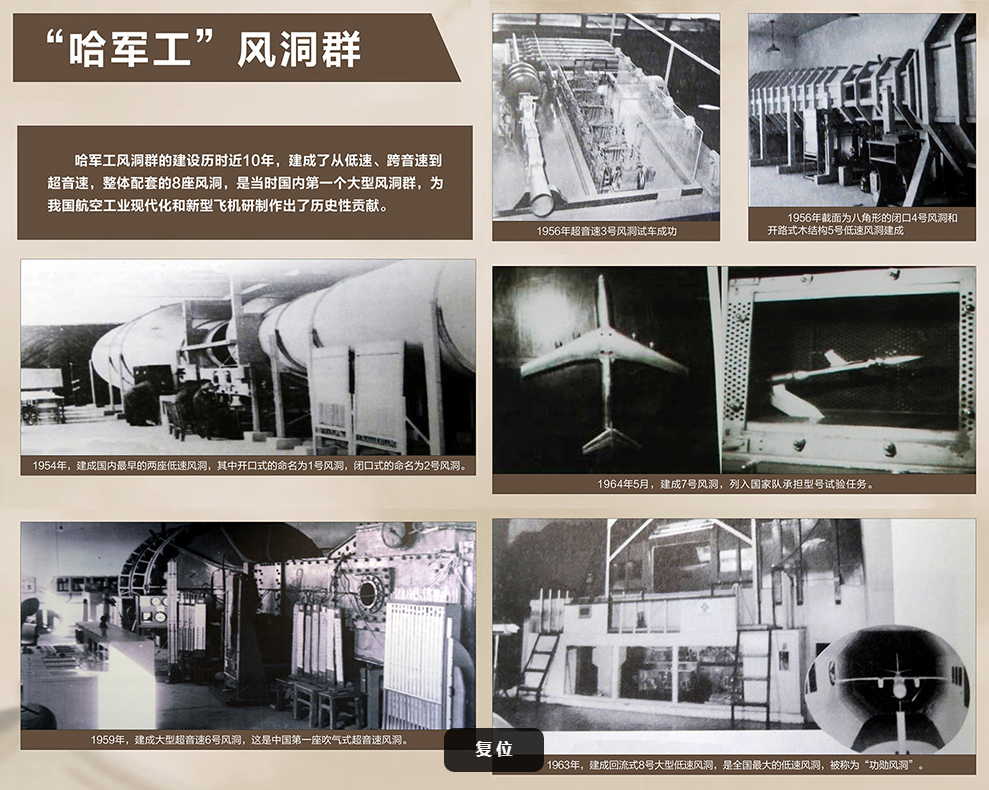 “哈军工”风洞群
哈军工风洞群的建设历时近10年，建成了从低速、跨音速到
超音速，整体配套的8座风洞，是当时国内第一个大型风洞群，为
我国航空工业现代化和新型飞机研制作出了历史性贡献。
1956年超音速3号风洞试车成功
1956年截面为八角形的闭口4号风洞和
开路式木结构5号低速风洞建成
1954年，建成国内最早的两座低速风洞，其中开口式的命名为1号风洞，闭口式的命名为2号风洞。
1964年5月，建成7号风洞，列入国家队承担型号试验任务。
1959年，建成大型超音速6号风洞，这是中国第一座吹气式超音速风洞。
1963年，建成回流式8号大型低速风洞，是全国最大的低速风洞，被称为“功勋风洞”。
复位